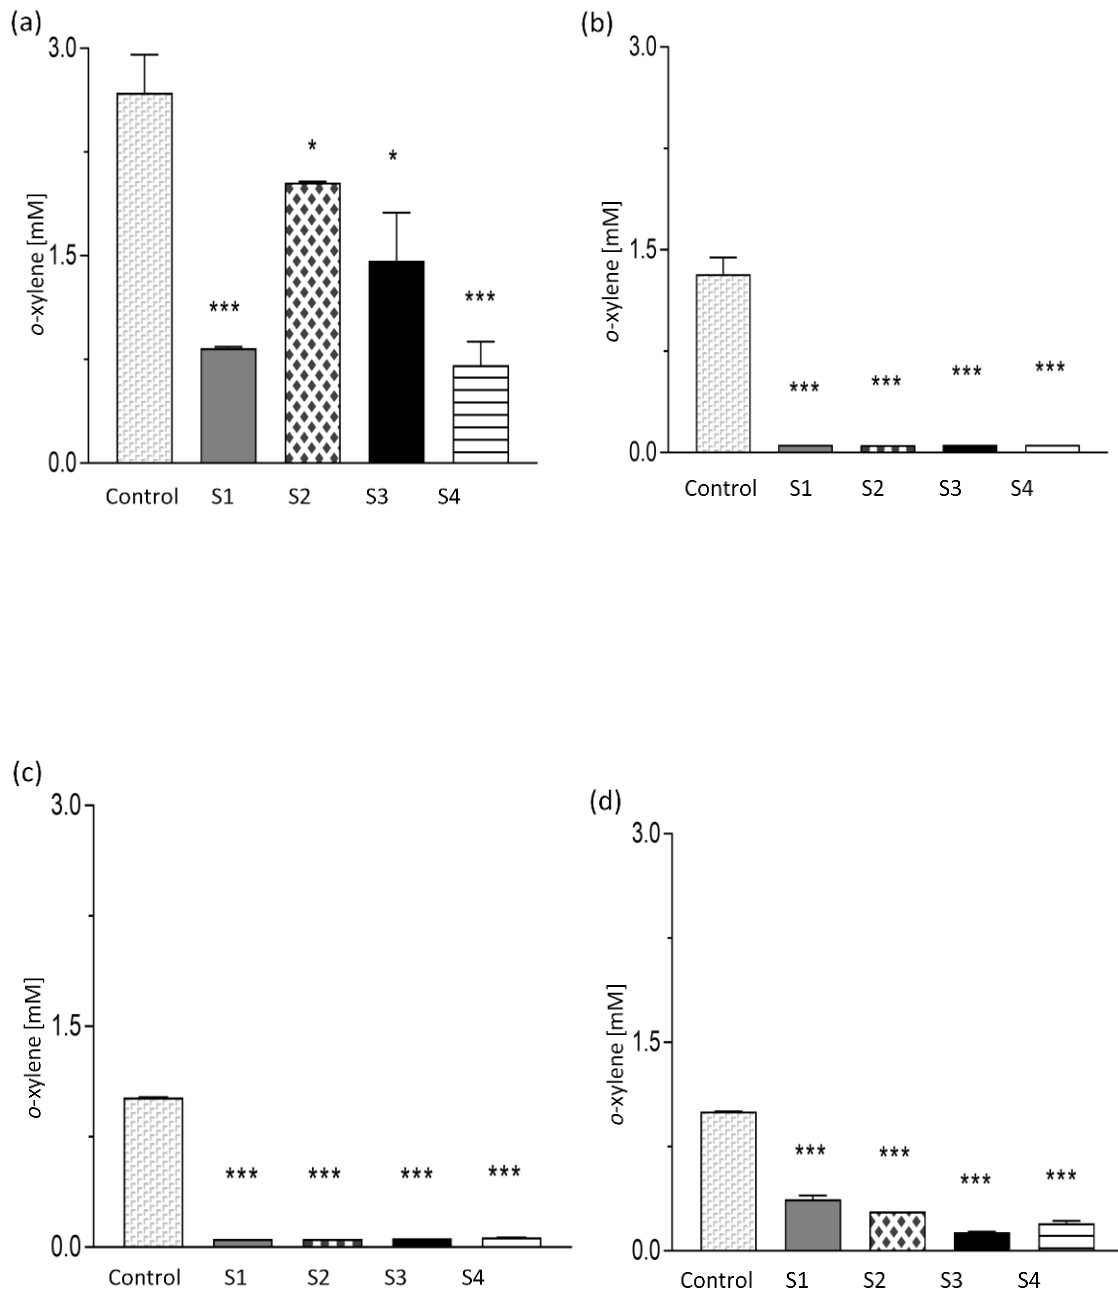 (a)
3.0
1.5
0.0
o-xylene [mM]
*
*
***
***
Control S1 S2 S3 S4
(b)
3.0
1.5
0.0
o-xylene [mM]
*** *** *** ***
Control S1 S2 S3 S4
(c)
3.0
1.5
0.0
o-xylene [mM]
*** *** *** ***
Control S1 S2 S3 S4
(d)
3.0
1.5
0.0
o-xylene [mM]
*** *** *** ***
Control S1 S2 S3 S4